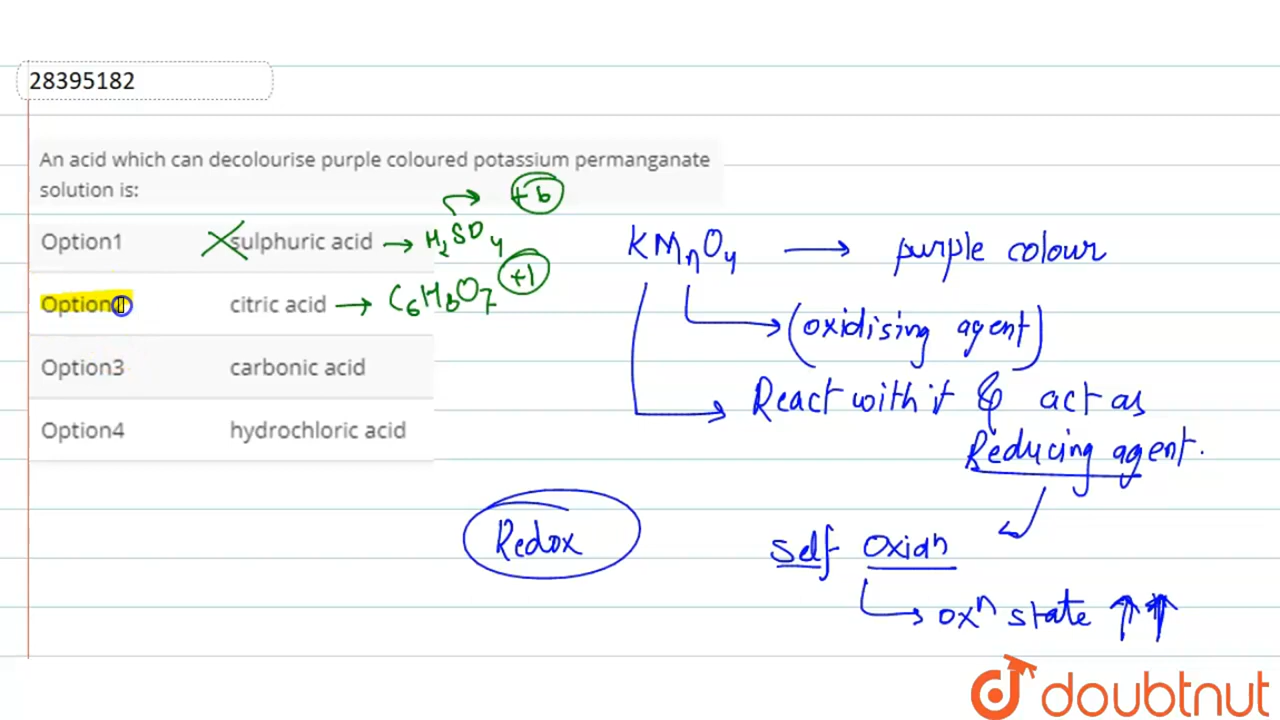 28395182
An acid which can decolourise purple coloured potassium permanganate
solution is:
+6
Option1 sulphuric acid → H₂SO₄
+1
Option citric acid → C₆H₈O₇
Option3 carbonic acid
Option4 hydrochloric acid
KMnO₄ → purple colour
(oxidising agent)
React with it & act as
Reducing agent.
Redox
self oxian
oxⁿ state ↑↑
doubtnut